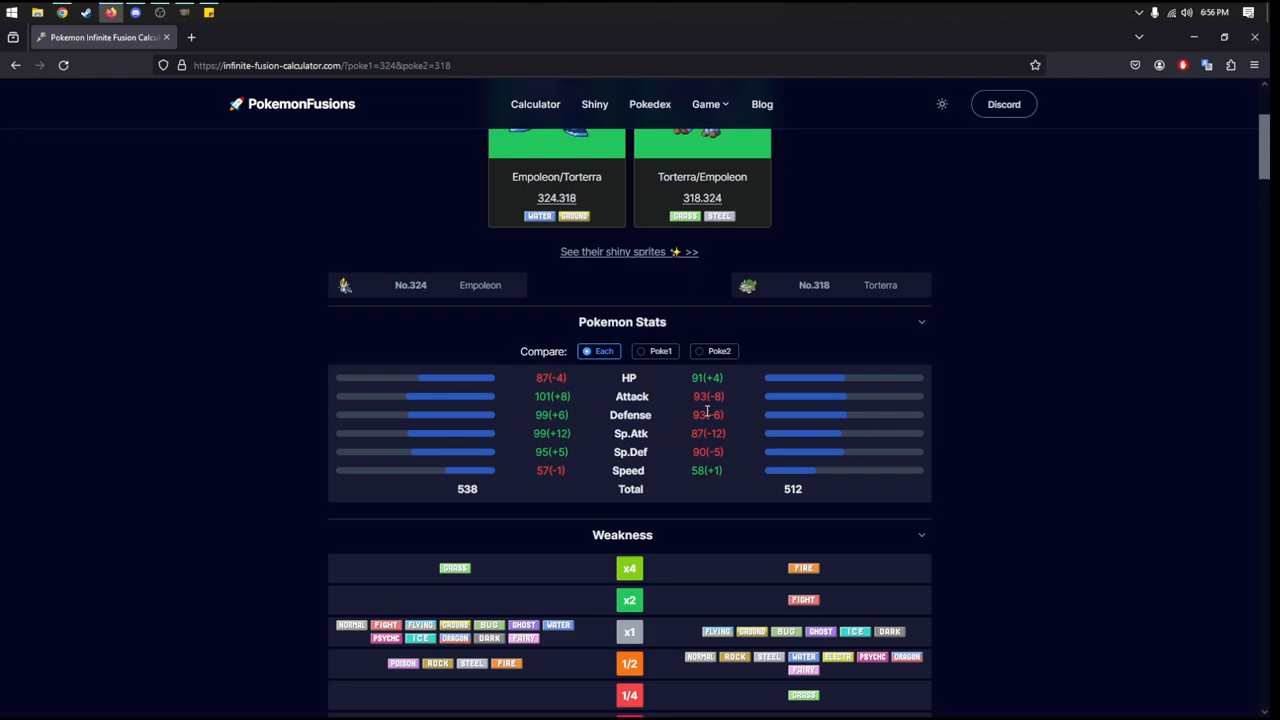 6:56 PM
Pokemon Infinite Fusion Calcul
https://infinite-fusion-calculator.com/?poke1=324&poke2=318
PokemonFusions
Calculator Shiny Pokedex Game Blog
Discord
Empoleon/Torterra Torterra/Empoleon
324.318 318.324
WATER GROUND GRASS STEEL
See their shiny sprites ✨ >>
No.324 Empoleon No.318 Torterra
Pokemon Stats
Compare: Each Poke1 Poke2
87(-4) HP 91(+4)
101(+8) Attack 93(-8)
99(+6) Defense 93(-6)
99(+12) Sp.Atk 87(-12)
95(+5) Sp.Def 90(-5)
57(-1) Speed 58(+1)
538 Total 512
Weakness
GRASS x4 FIRE
x2 FIGHT
NORMAL FIGHT FLYING GROUND BUG GHOST WATER
PSYCHC ICE DRAGON DARK FAIRY
x1
FLYING GROUND BUG GHOST ICE DARK
POISON ROCK STEEL FIRE
1/2
NORMAL ROCK STEEL WATER ELECTR PSYCHC DRAGON
FAIRY
1/4 GRASS